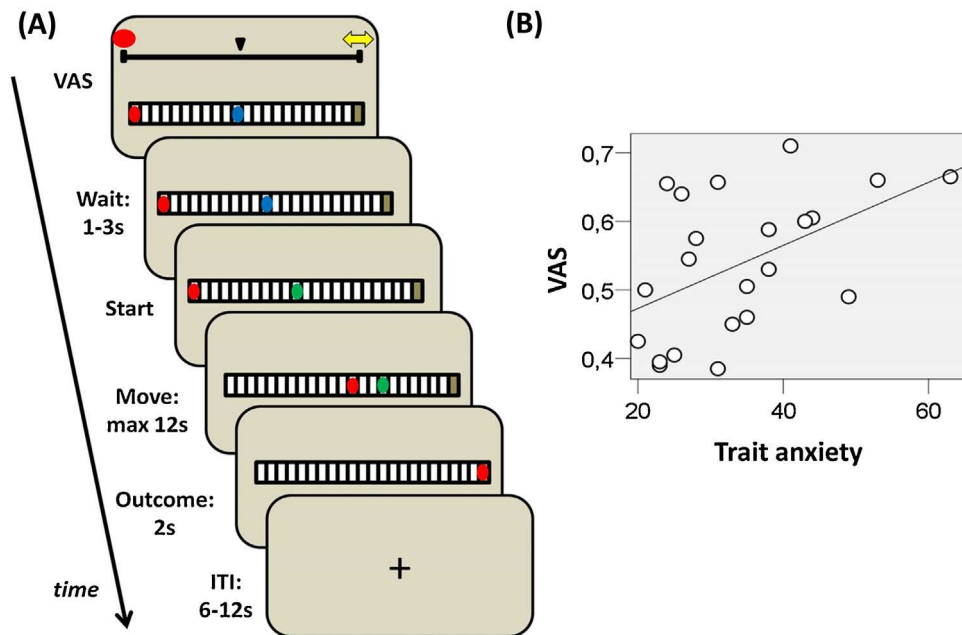 (A)
VAS
Wait:
1-3s
Start
Move:
max 12s
Outcome:
2s
ITI:
6-12s
+
time
(B)
0,7
0,6
0,5
0,4
VAS
20
40
60
Trait anxiety